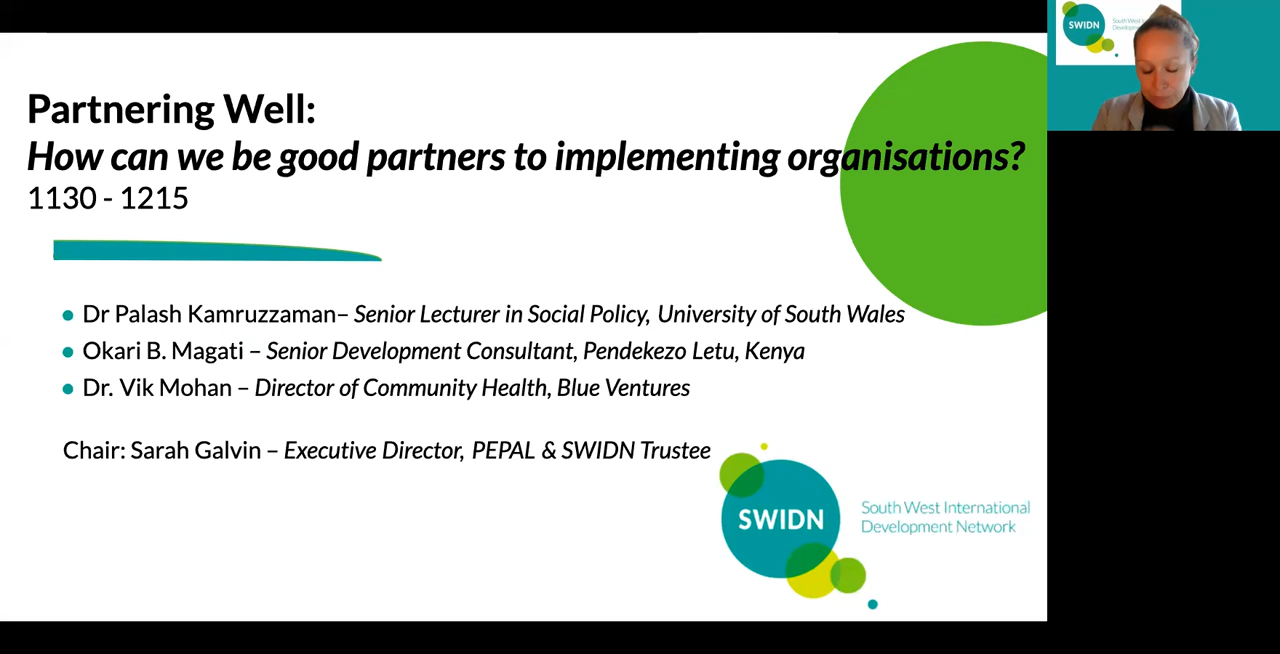 Partnering Well:
How can we be good partners to implementing organisations?
1130 - 1215
Dr Palash Kamruzzaman– Senior Lecturer in Social Policy, University of South Wales
Okari B. Magati – Senior Development Consultant, Pendekezo Letu, Kenya
Dr. Vik Mohan – Director of Community Health, Blue Ventures
Chair: Sarah Galvin – Executive Director, PEPAL & SWIDN Trustee
SWIDN
South West International
Development Network
SWIDN
South West